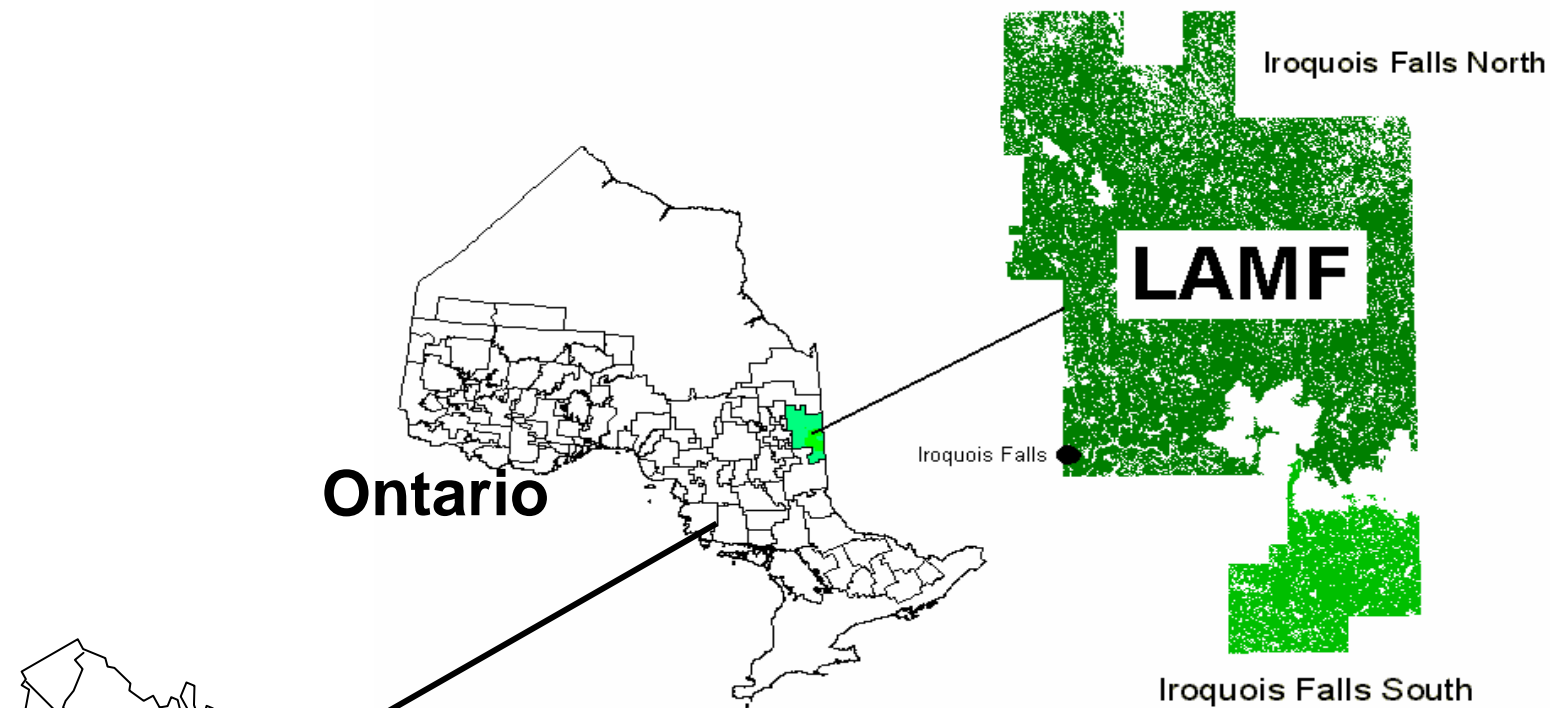 Iroquois Falls North
LAMF
Iroquois Falls
Ontario
Iroquois Falls South